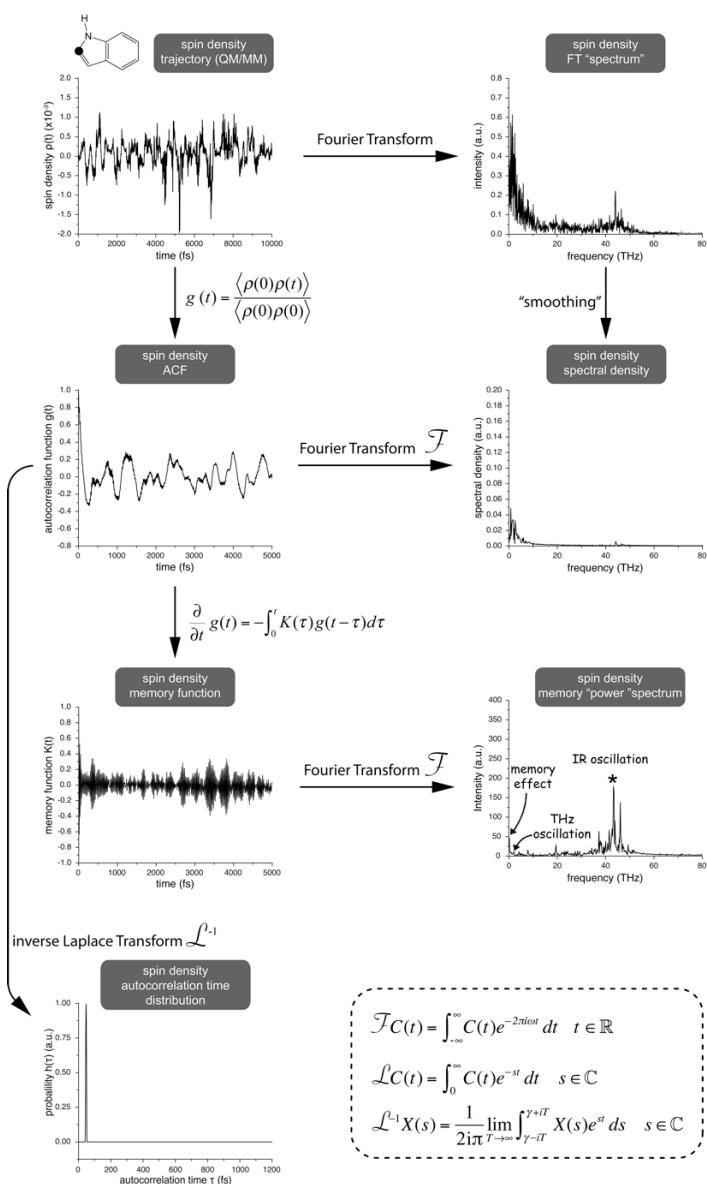 H
N
spin density
trajectory (QM/MM)
spin density
FT "spectrum"
spin density ρ(t) (x10⁻³)
2.0
1.5
1.0
0.5
0.0
-0.5
-1.0
-1.5
-2.0
0 2000 4000 6000 8000 10000
time (fs)
Fourier Transform
intensity (a.u.)
0.8
0.7
0.6
0.5
0.4
0.3
0.2
0.1
0.0
0 20 40 60 80
frequency (THz)
g (t) = ⟨ρ(0)ρ(t)⟩ / ⟨ρ(0)ρ(0)⟩
"smoothing"
spin density
ACF
spin density
spectral density
autocorrelation function g(t)
1.0
0.8
0.6
0.4
0.2
0.0
-0.2
-0.4
-0.6
-0.8
0 1000 2000 3000 4000 5000
time (fs)
Fourier Transform ℱ
spectral density (a.u.)
0.20
0.18
0.16
0.14
0.12
0.10
0.08
0.06
0.04
0.02
0.00
0 20 40 60 80
frequency (THz)
∂/∂t g(t) = −∫₀ᵗ K(τ)g(t−τ)dτ
spin density
memory function
spin density
memory "power "spectrum
memory function K(t)
1.0
0.8
0.6
0.4
0.2
0.0
-0.2
-0.4
-0.6
-0.8
-1.0
0 1000 2000 3000 4000 5000
time (fs)
Fourier Transform ℱ
Intensity (a.u.)
400
350
300
250
200
150
100
50
0
IR oscillation
*
memory
effect
THz
oscillation
0 20 40 60 80
frequency (THz)
inverse Laplace Transform ℒ⁻¹
spin density
autocorrelation time
distribution
probalility h(τ) (a.u.)
1.00
0.75
0.50
0.25
0.00
0 200 400 600 800 1000 1200
autocorrelation time τ (fs)
ℱC(t) = ∫_{-∞}^{∞} C(t)e^{−2πiωt} dt t ∈ ℝ
ℒC(t) = ∫₀^∞ C(t)e^{−st} dt s ∈ ℂ
ℒ⁻¹X(s) = 1/2iπ lim_{T→∞} ∫_{γ−iT}^{γ+iT} X(s)e^{st} ds s ∈ ℂ